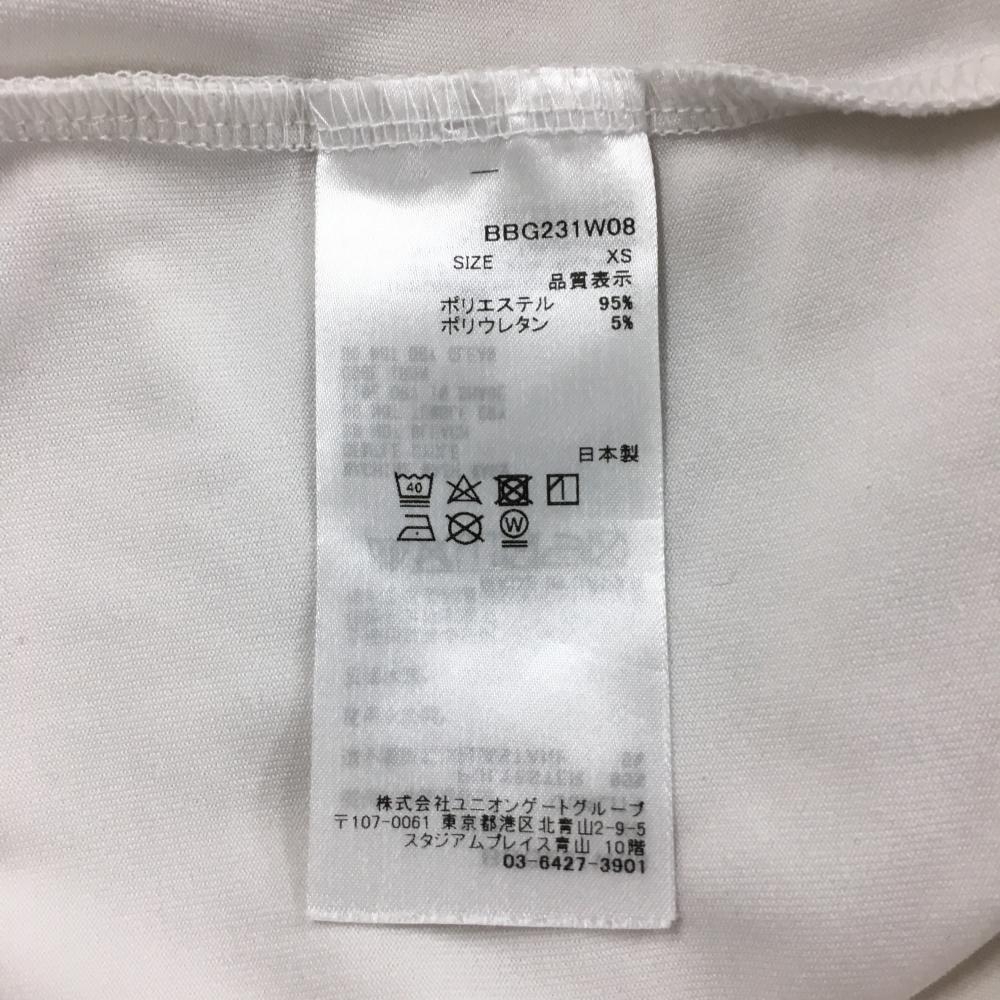 BBG231W08
SIZE XS
品質表示
ポリエステル 95%
ポリウレタン 5%
日本製
40
W
株式会社ユニオンゲートグループ
〒107-0061 東京都港区北青山2-9-5
スタジアムプレイス青山 10階
03-6427-3901